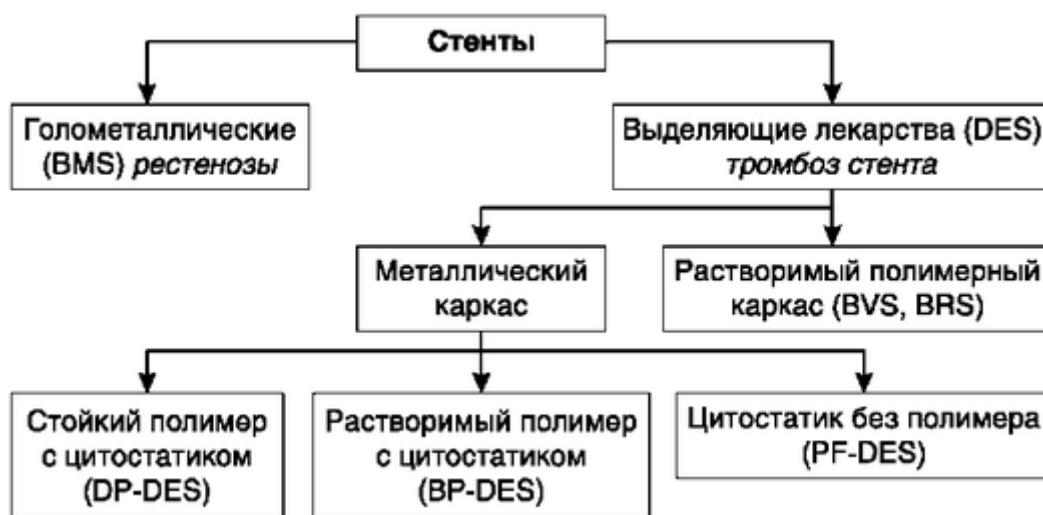 Стенты
Голометаллические
(BMS) рестенозы
Выделяющие лекарства (DES)
тромбоз стента
Металлический
каркас
Растворимый полимерный
каркас (BVS, BRS)
Стойкий полимер
с цитостатиком
(DP-DES)
Растворимый полимер
с цитостатиком
(BP-DES)
Цитостатик без полимера
(PF-DES)